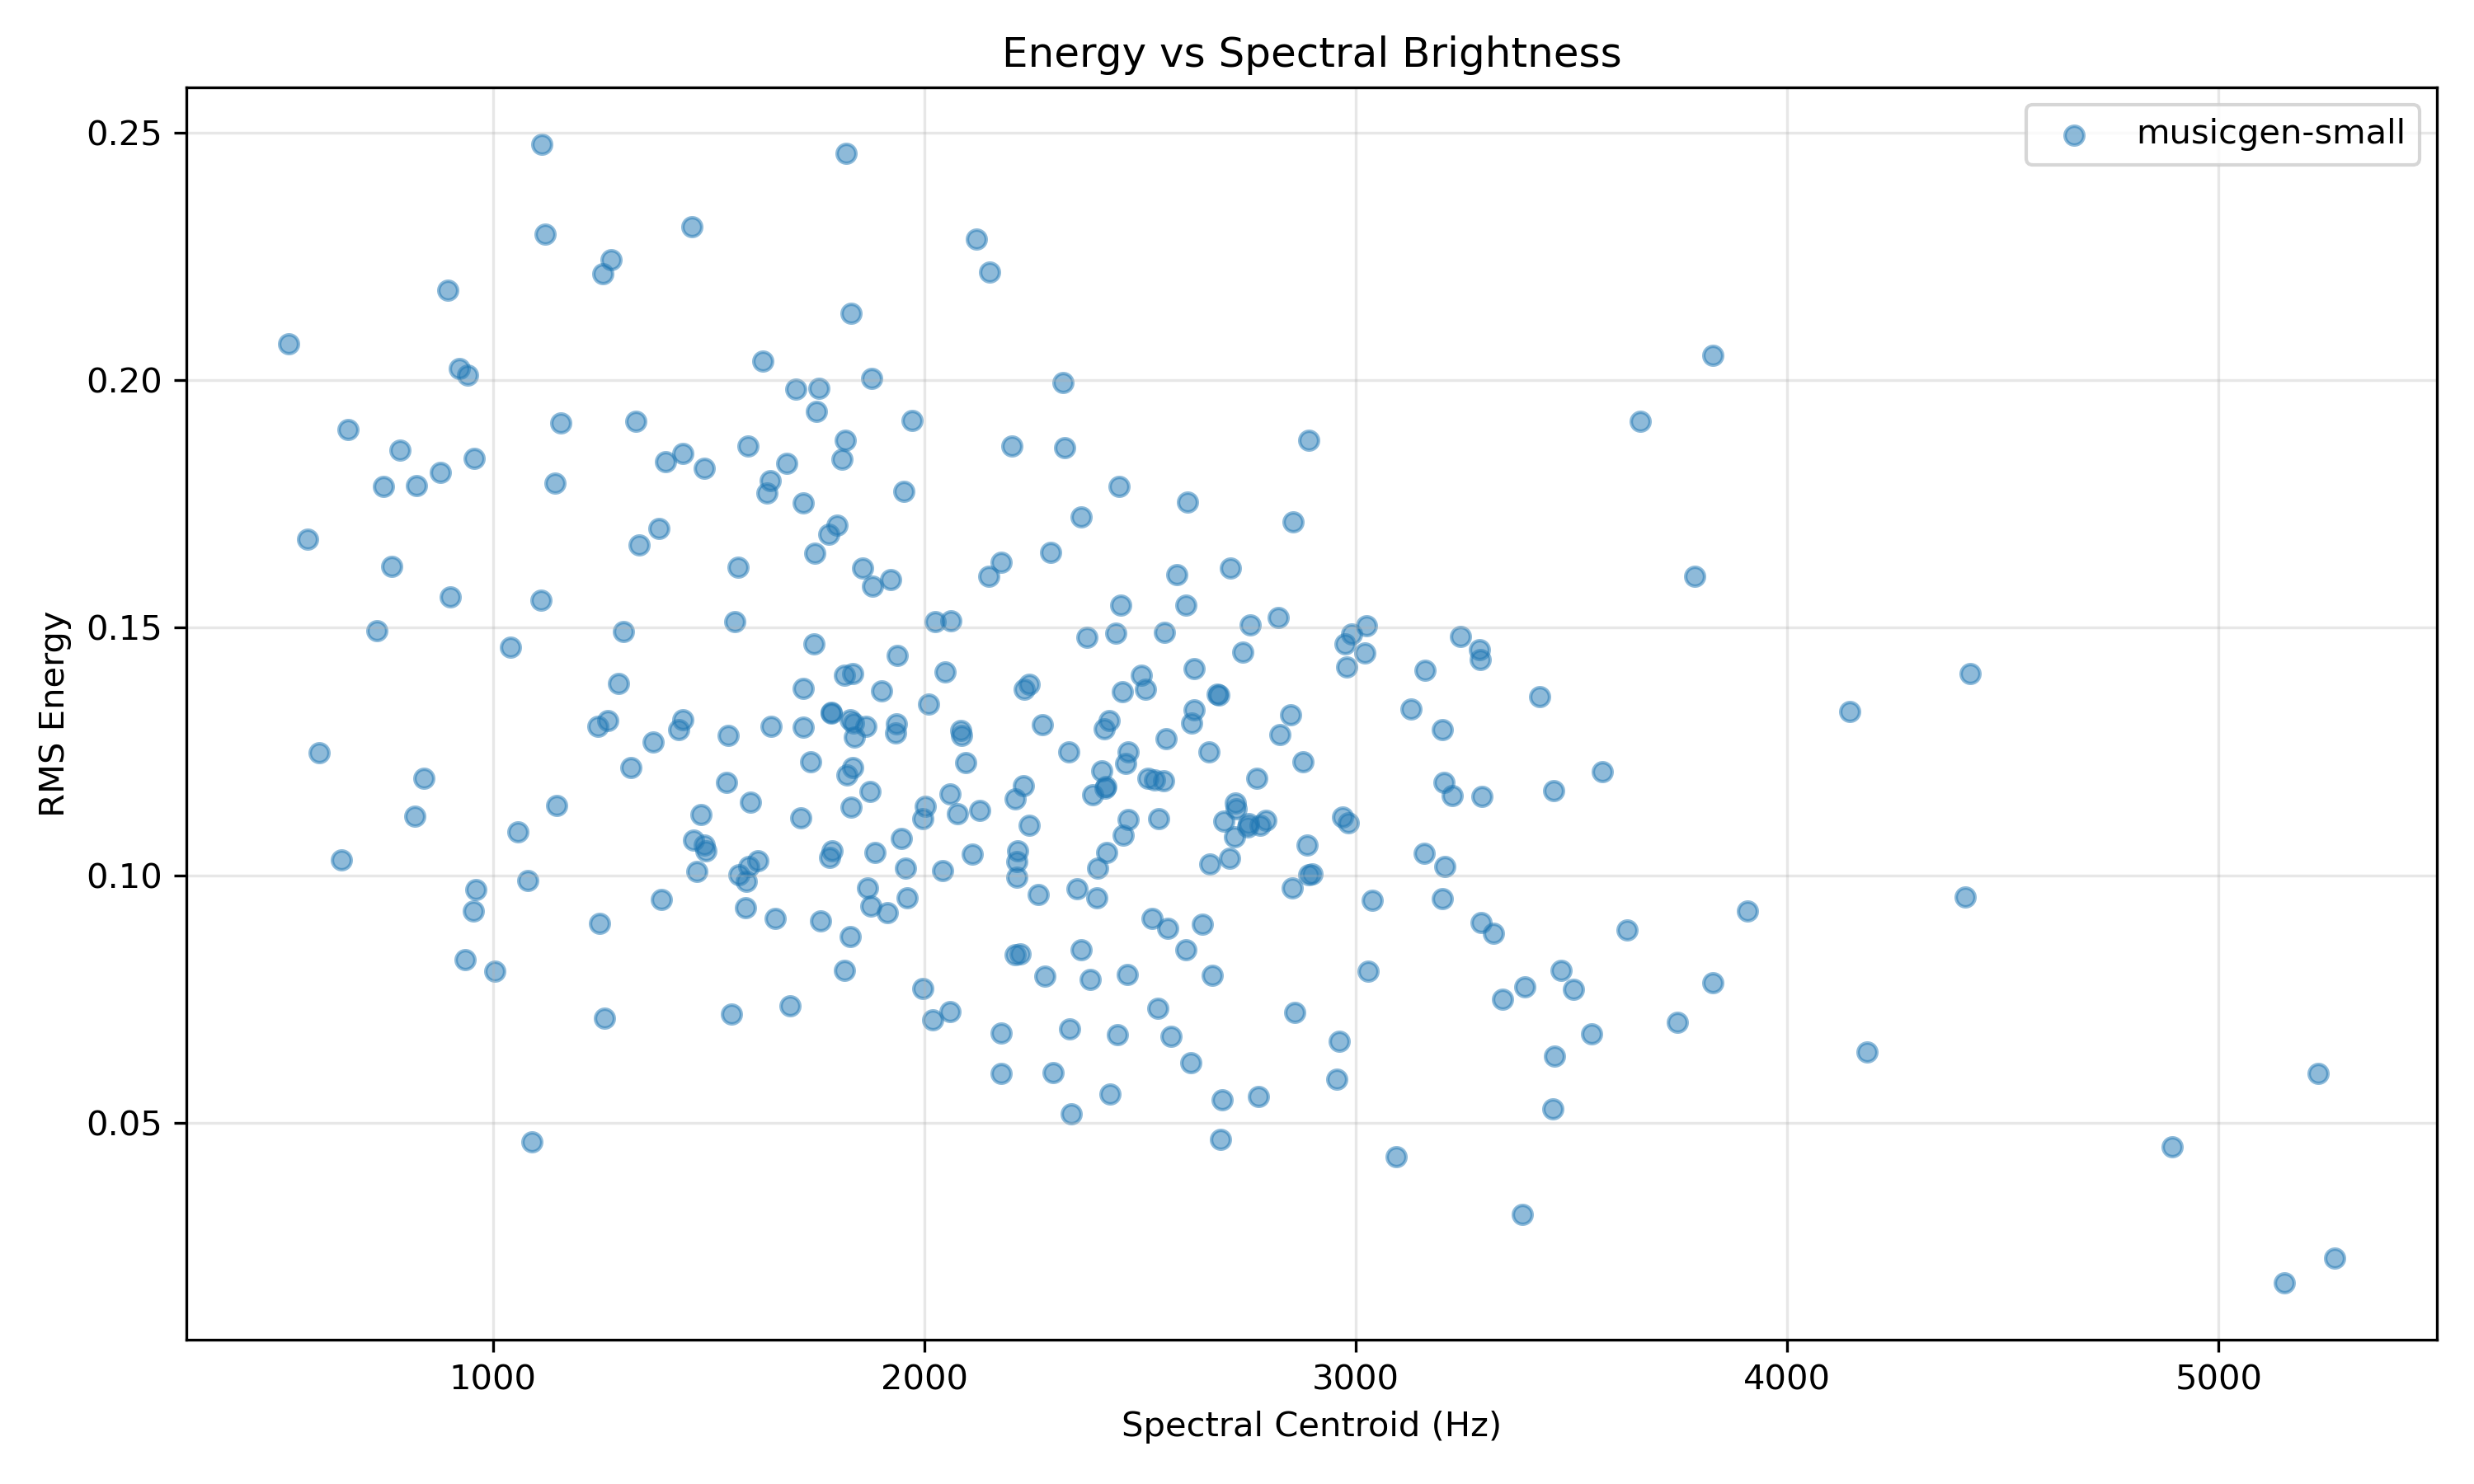 Energy vs Spectral Brightness
musicgen-small
0.25
0.20
0.15
0.10
0.05
RMS Energy
1000 2000 3000 4000 5000
Spectral Centroid (Hz)